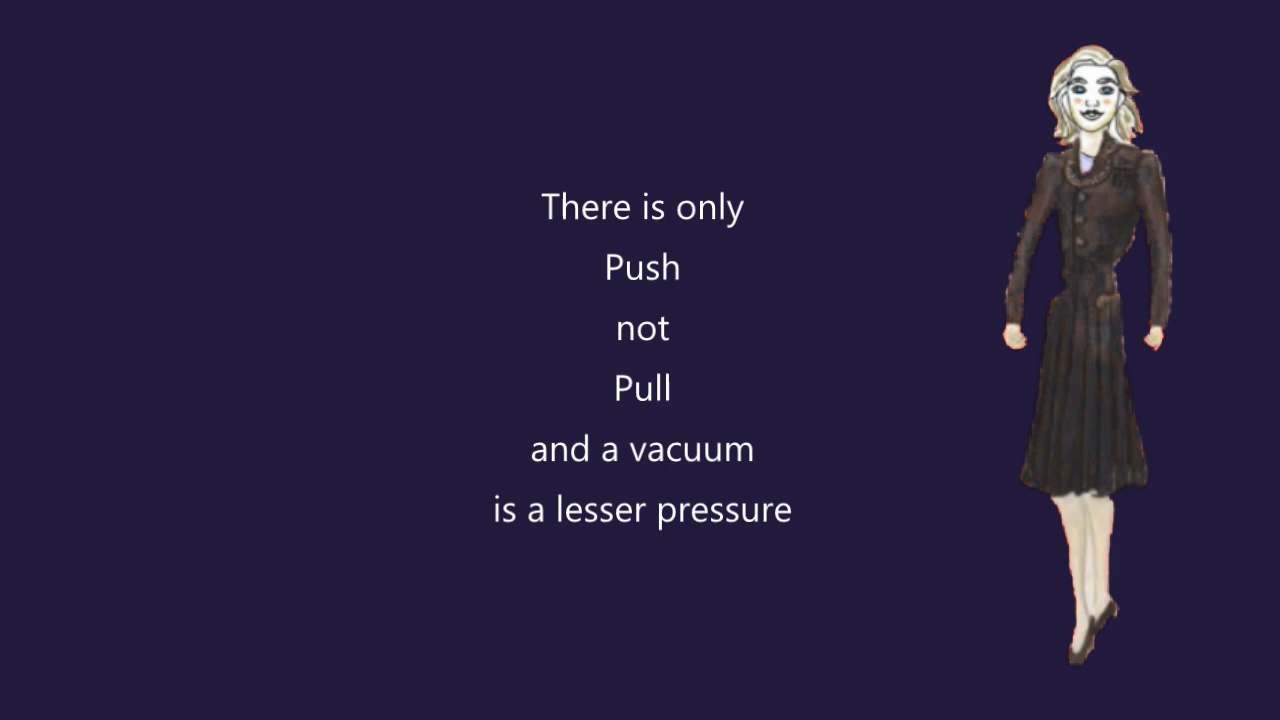 There is only
Push
not
Pull
and a vacuum
is a lesser pressure